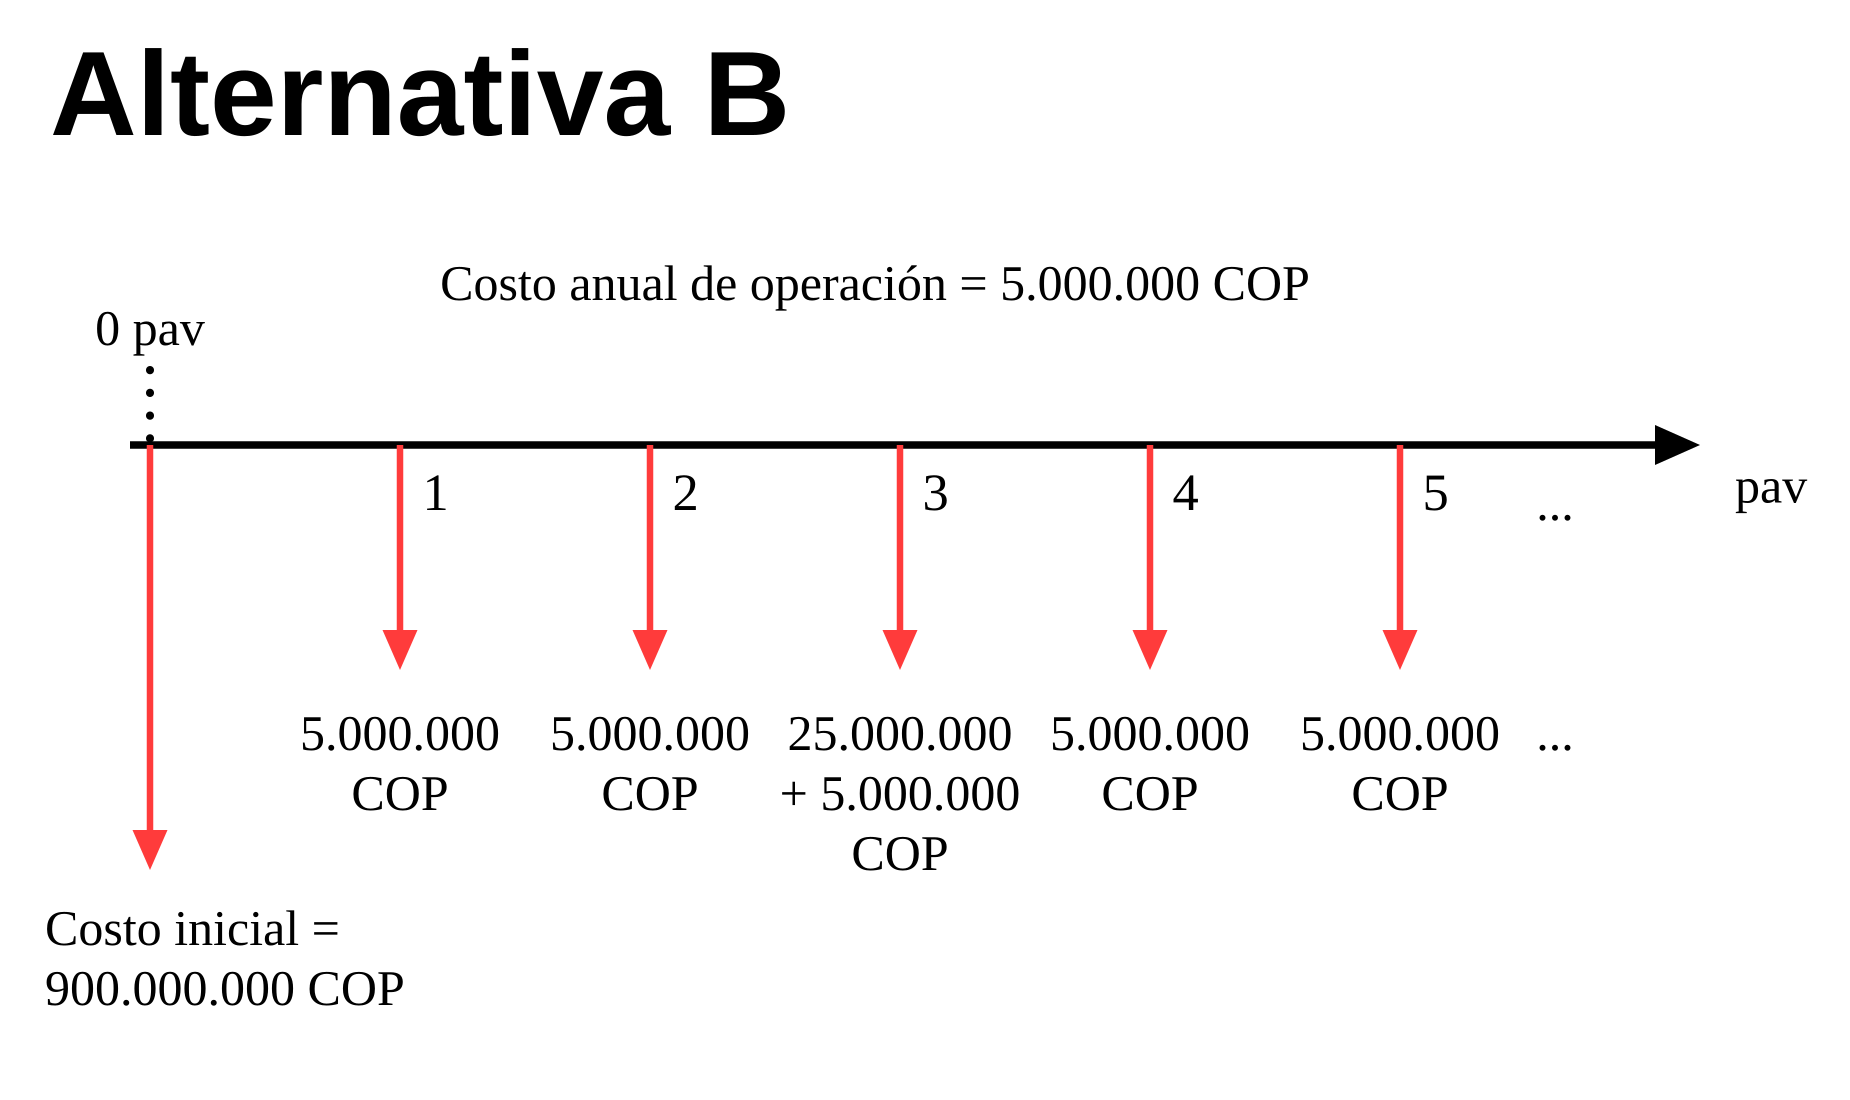 Alternativa B
Costo anual de operación = 5.000.000 COP
0 pav
1
2
3
4
5
...
pav
5.000.000
COP
5.000.000
COP
25.000.000
+ 5.000.000
COP
5.000.000
COP
5.000.000
COP
...
Costo inicial =
900.000.000 COP